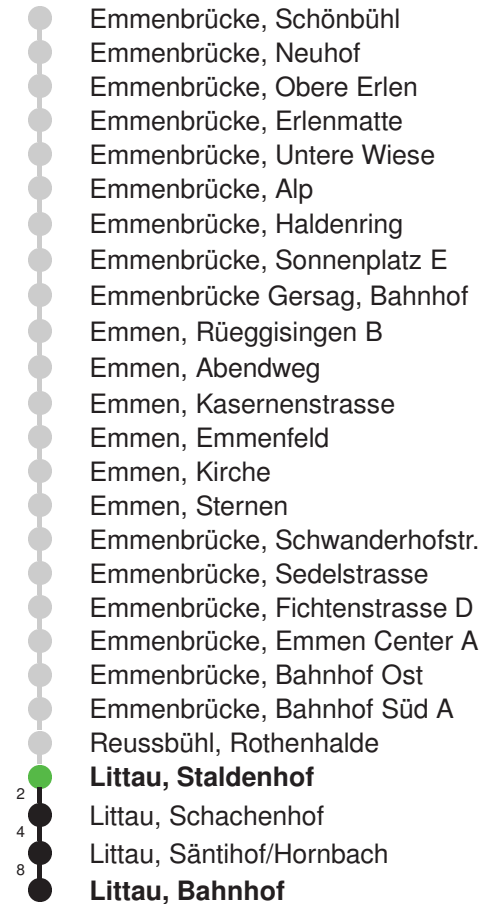 Emmenbrücke, Schönbühl
Emmenbrücke, Neuhof
Emmenbrücke, Obere Erlen
Emmenbrücke, Erlenmatte
Emmenbrücke, Untere Wiese
Emmenbrücke, Alp
Emmenbrücke, Haldenring
Emmenbrücke, Sonnenplatz E
Emmenbrücke Gersag, Bahnhof
Emmen, Rüeggisingen B
Emmen, Abendweg
Emmen, Kasernenstrasse
Emmen, Emmenfeld
Emmen, Kirche
Emmen, Sternen
Emmenbrücke, Schwanderhofstr.
Emmenbrücke, Sedelstrasse
Emmenbrücke, Fichtenstrasse D
Emmenbrücke, Emmen Center A
Emmenbrücke, Bahnhof Ost
Emmenbrücke, Bahnhof Süd A
Reussbühl, Rothenhalde
Littau, Staldenhof
2
Littau, Schachenhof
4
Littau, Säntihof/Hornbach
8
Littau, Bahnhof